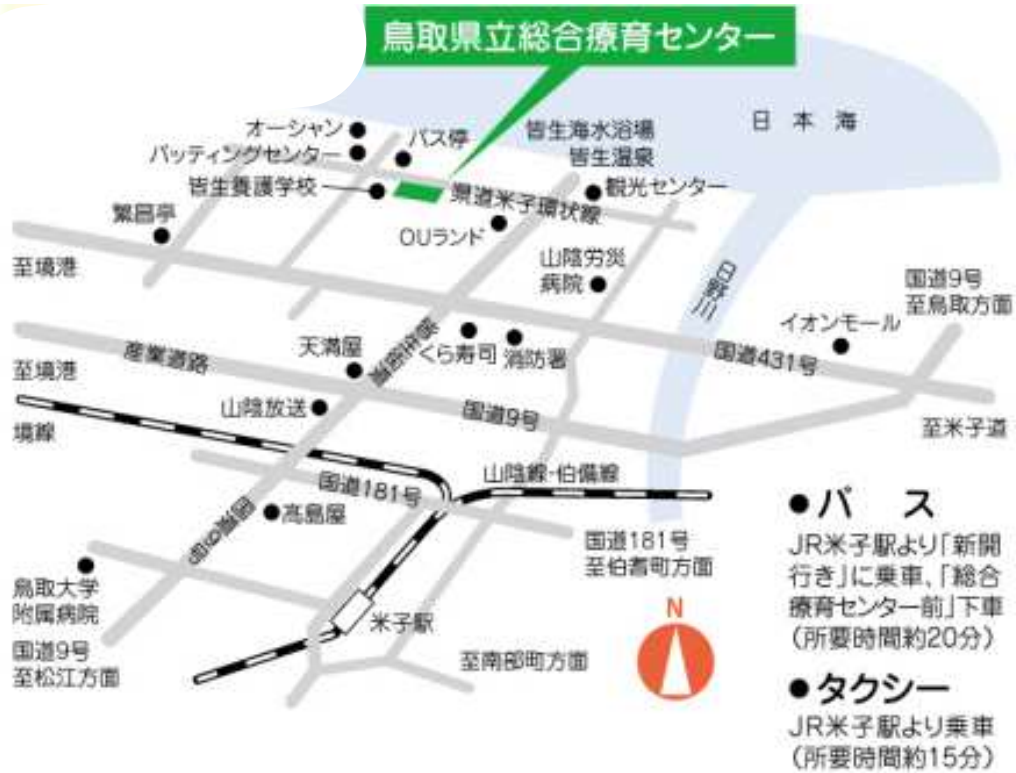 鳥取県立総合療育センター
日本海
オーシャン
バッティングセンター
バス停
皆生海水浴場
皆生温泉
皆生養護学校
県道米子環状線
観光センター
繁昌亭
OUランド
至境港
山陰労災
病院
日野川
国道9号
至鳥取方面
イオンモール
産業道路
天満屋
くら寿司
消防署
国道431号
至境港
山陰放送
国道9号
至米子道
境線
国道181号
山陰線・伯備線
髙島屋
国道9号
国道181号
至伯耆町方面
鳥取大学
附属病院
米子駅
国道9号
至松江方面
至南部町方面
N
●バス
JR米子駅より「新開
行き」に乗車、「総合
療育センター前」下車
(所要時間約20分)
●タクシー
JR米子駅より乗車
(所要時間約15分)